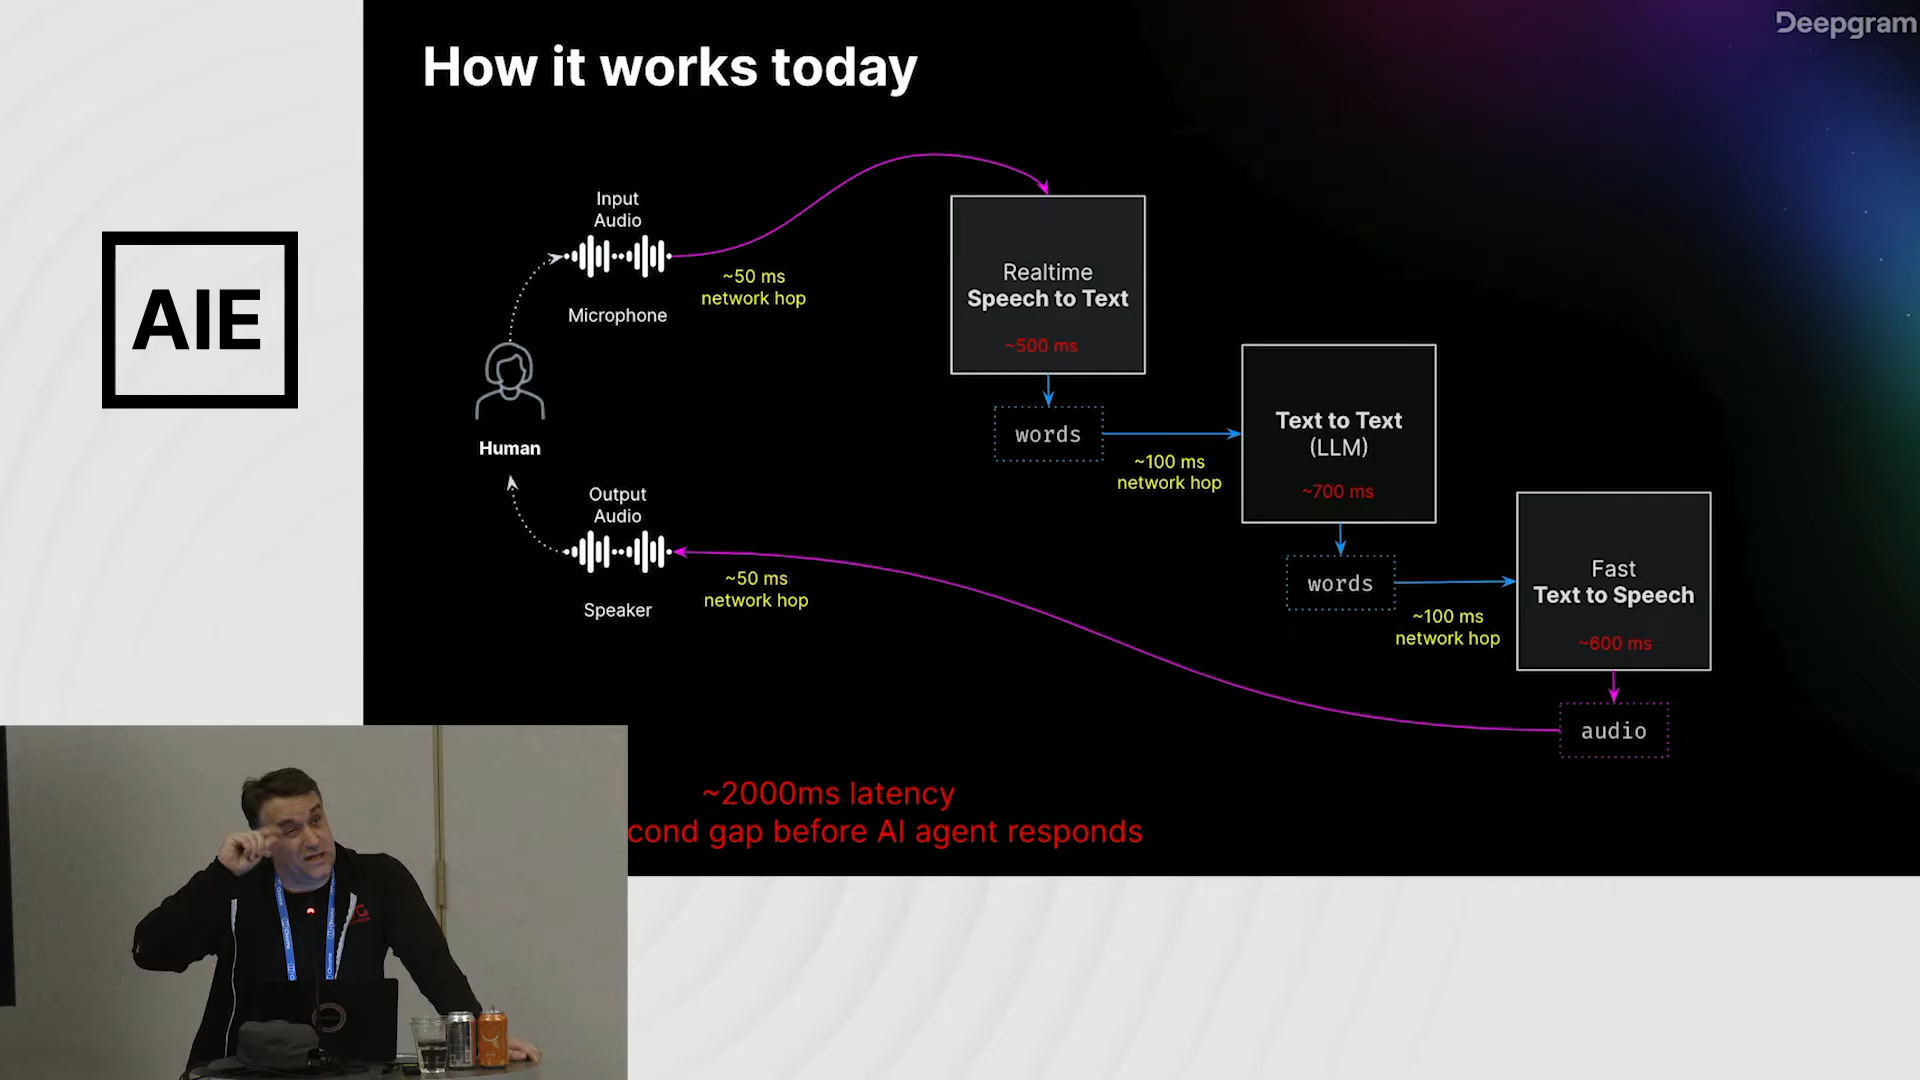 Deepgram
How it works today
AIE
Input
Audio
Microphone
~50 ms
network hop
Realtime
Speech to Text
~500 ms
words
~100 ms
network hop
Text to Text
(LLM)
~700 ms
words
~100 ms
network hop
Fast
Text to Speech
~600 ms
audio
Human
Output
Audio
Speaker
~50 ms
network hop
~2000ms latency
cond gap before AI agent responds